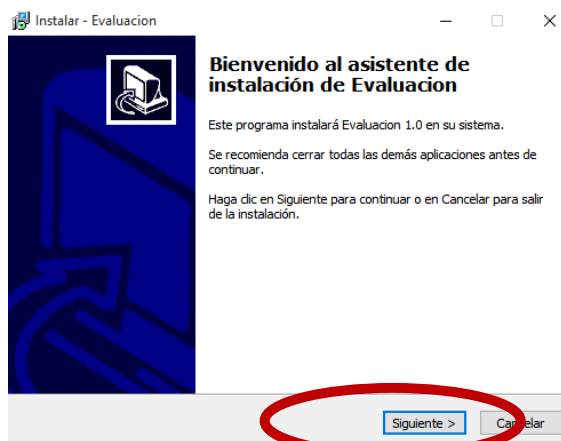 Instalar - Evaluacion
Bienvenido al asistente de
instalación de Evaluacion
Este programa instalará Evaluacion 1.0 en su sistema.
Se recomienda cerrar todas las demás aplicaciones antes de
continuar.
Haga clic en Siguiente para continuar o en Cancelar para salir
de la instalación.
Siguiente >
Cancelar